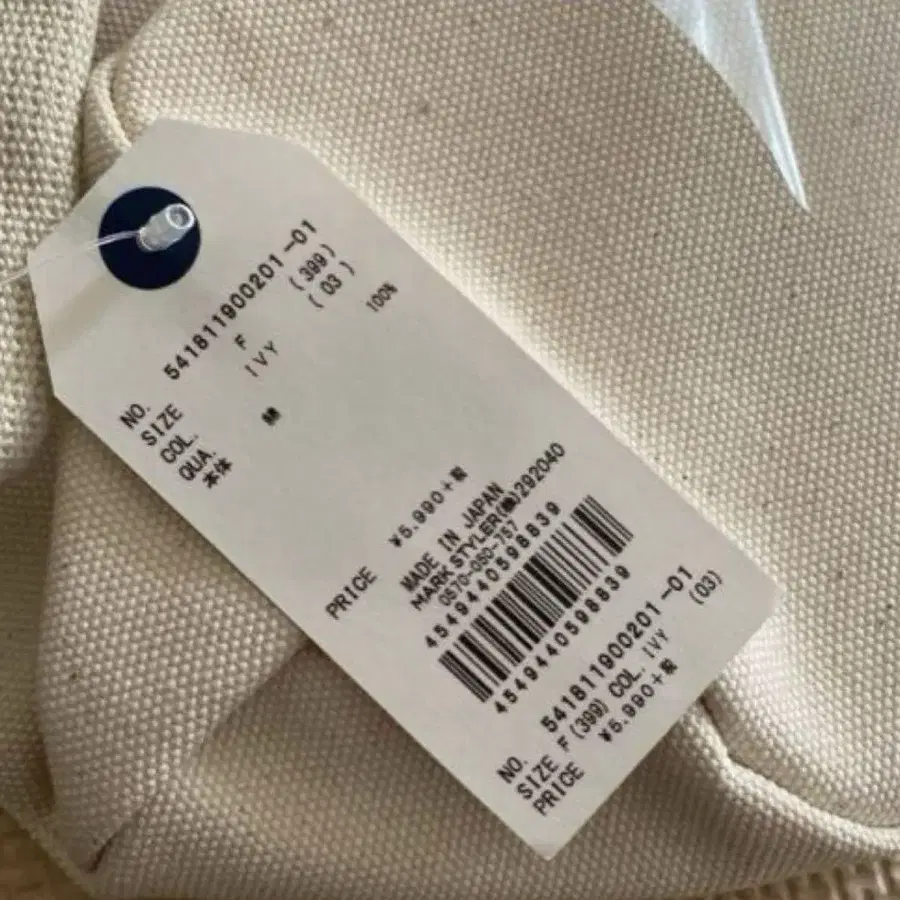 NO. 541811900201-01
SIZE F (399)
COL. IVY (03)
QUA.
本体 綿 100%
PRICE ¥5,990+税
MADE IN JAPAN
MARK STYLER(株)292040
0570-050-757
4549440598839
4549440598839
NO. 541811900201-01
SIZE F(399) COL. IVY (03)
PRICE ¥5,990+税